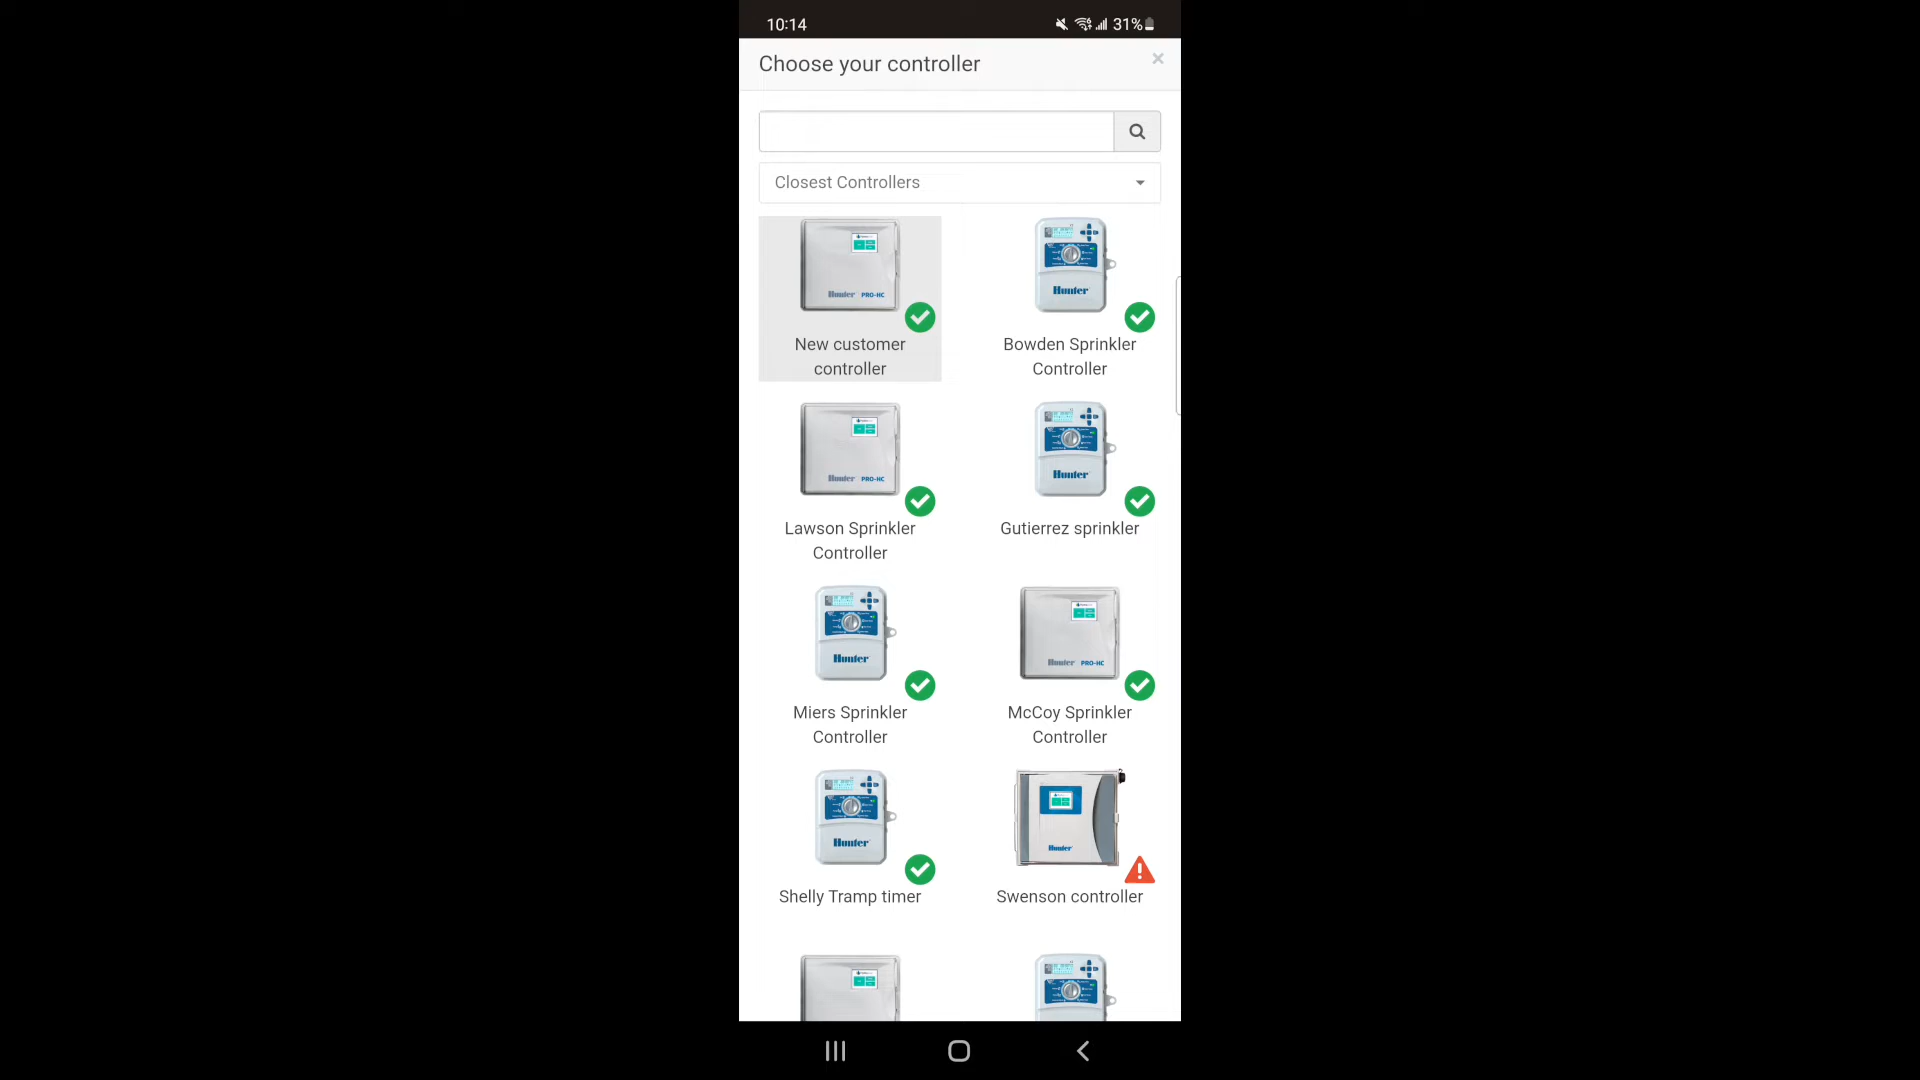 10:14
31%
Choose your controller
×
Closest Controllers
Hunter PRO-HC
Hunter
New customer
controller
Bowden Sprinkler
Controller
Hunter PRO-HC
Hunter
Lawson Sprinkler
Controller
Gutierrez sprinkler
Hunter
Hunter PRO-HC
Miers Sprinkler
Controller
McCoy Sprinkler
Controller
Hunter
Hunter
Shelly Tramp timer
Swenson controller